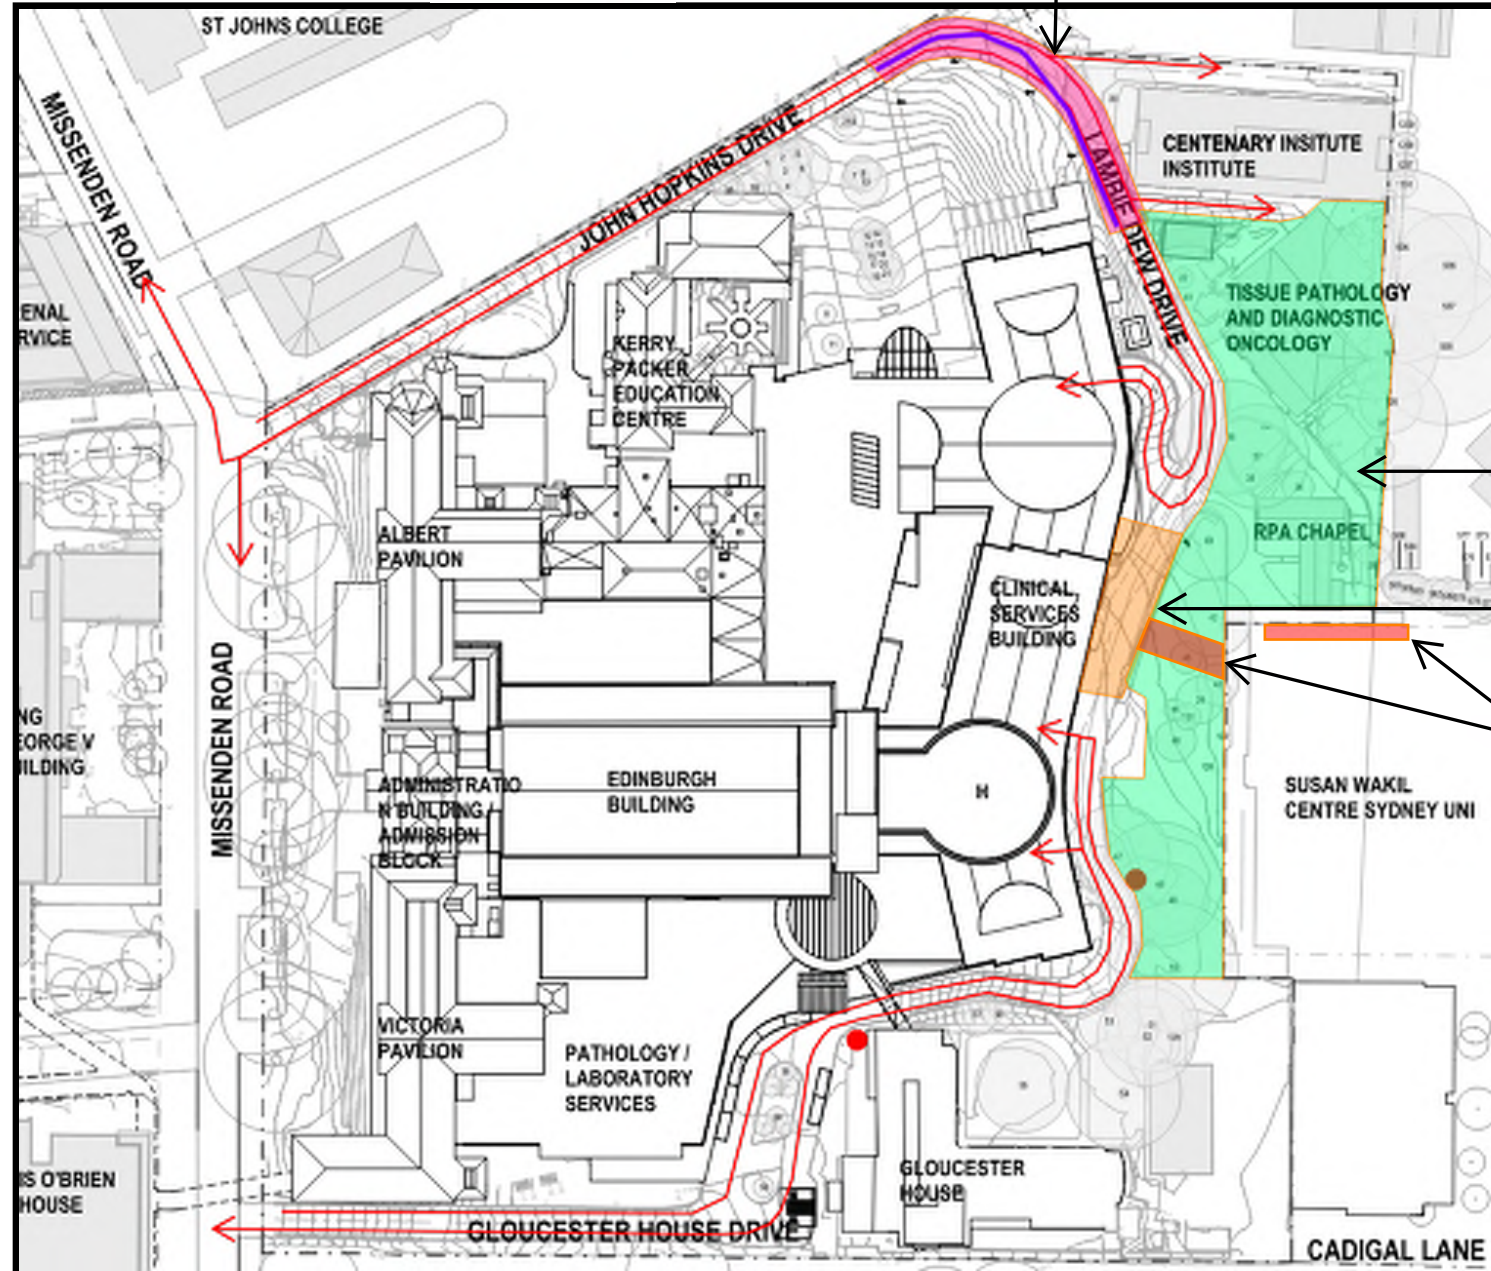 ST JOHNS COLLEGE
MISSENDEN ROAD
JOHN HOPKINS DRIVE
LAMBIE DEW DRIVE
CENTENARY INSITUTE
INSTITUTE
TISSUE PATHOLOGY
AND DIAGNOSTIC
ONCOLOGY
ENAL
RVICE
KERRY
PACKER
EDUCATION
CENTRE
ALBERT
PAVILION
RPA CHAPEL
CLINICAL
SERVICES
BUILDING
MISSENDEN ROAD
NG
EORGE V
ILDING
ADMINISTRATIO
N BUILDING /
ADMISSION
BLOCK
EDINBURGH
BUILDING
H
SUSAN WAKIL
CENTRE SYDNEY UNI
VICTORIA
PAVILION
PATHOLOGY /
LABORATORY
SERVICES
IS O'BRIEN
HOUSE
GLOUCESTER
HOUSE
GLOUCESTER HOUSE DRIVE
CADIGAL LANE